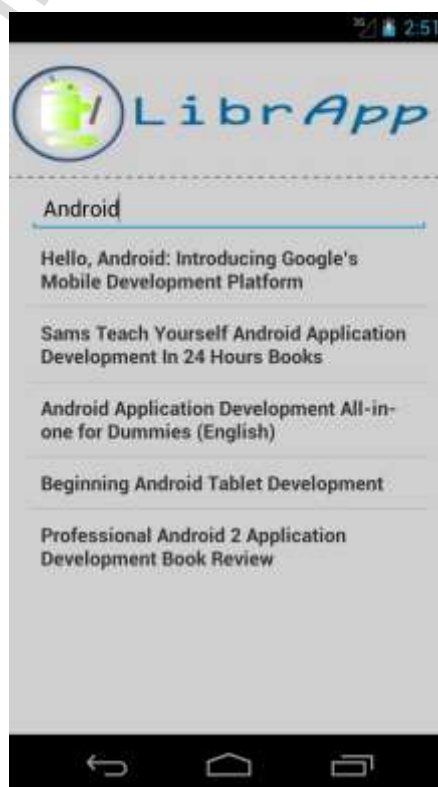 3G 2:51
LibrApp
Android
Hello, Android: Introducing Google's
Mobile Development Platform
Sams Teach Yourself Android Application
Development In 24 Hours Books
Android Application Development All-in-
one for Dummies (English)
Beginning Android Tablet Development
Professional Android 2 Application
Development Book Review